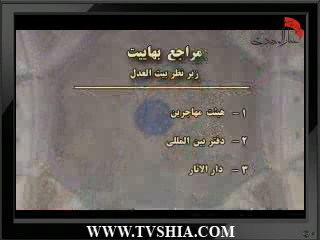 مراجع بهاییت
زیر نظر بیت العدل
۱ - هیئت مهاجرین
۲ - دفتر بین المللی
۳ - دار الآثار
WWW.TVSHIA.COM